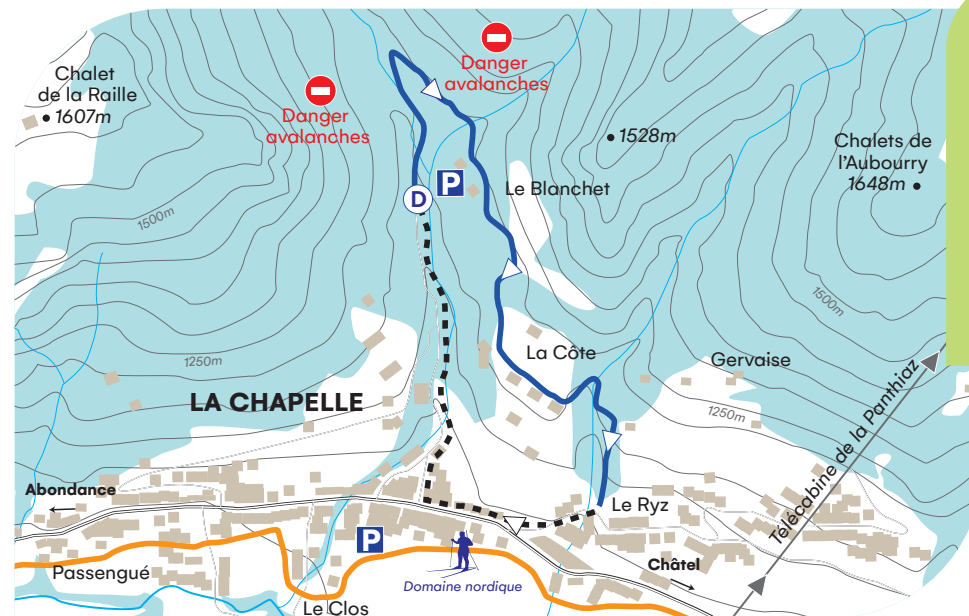 Danger
avalanches
Chalet
de la Raille
• 1607m
Danger
avalanches
• 1528m
Chalets de
l'Aubourry
1648m •
P
D
Le Blanchet
1500m
1500m
La Côte
Gervaise
1250m
LA CHAPELLE
1250m
Télécabine de la Panthiaz
Abondance
Le Ryz
P
Châtel
Passengué
Domaine nordique
Le Clos